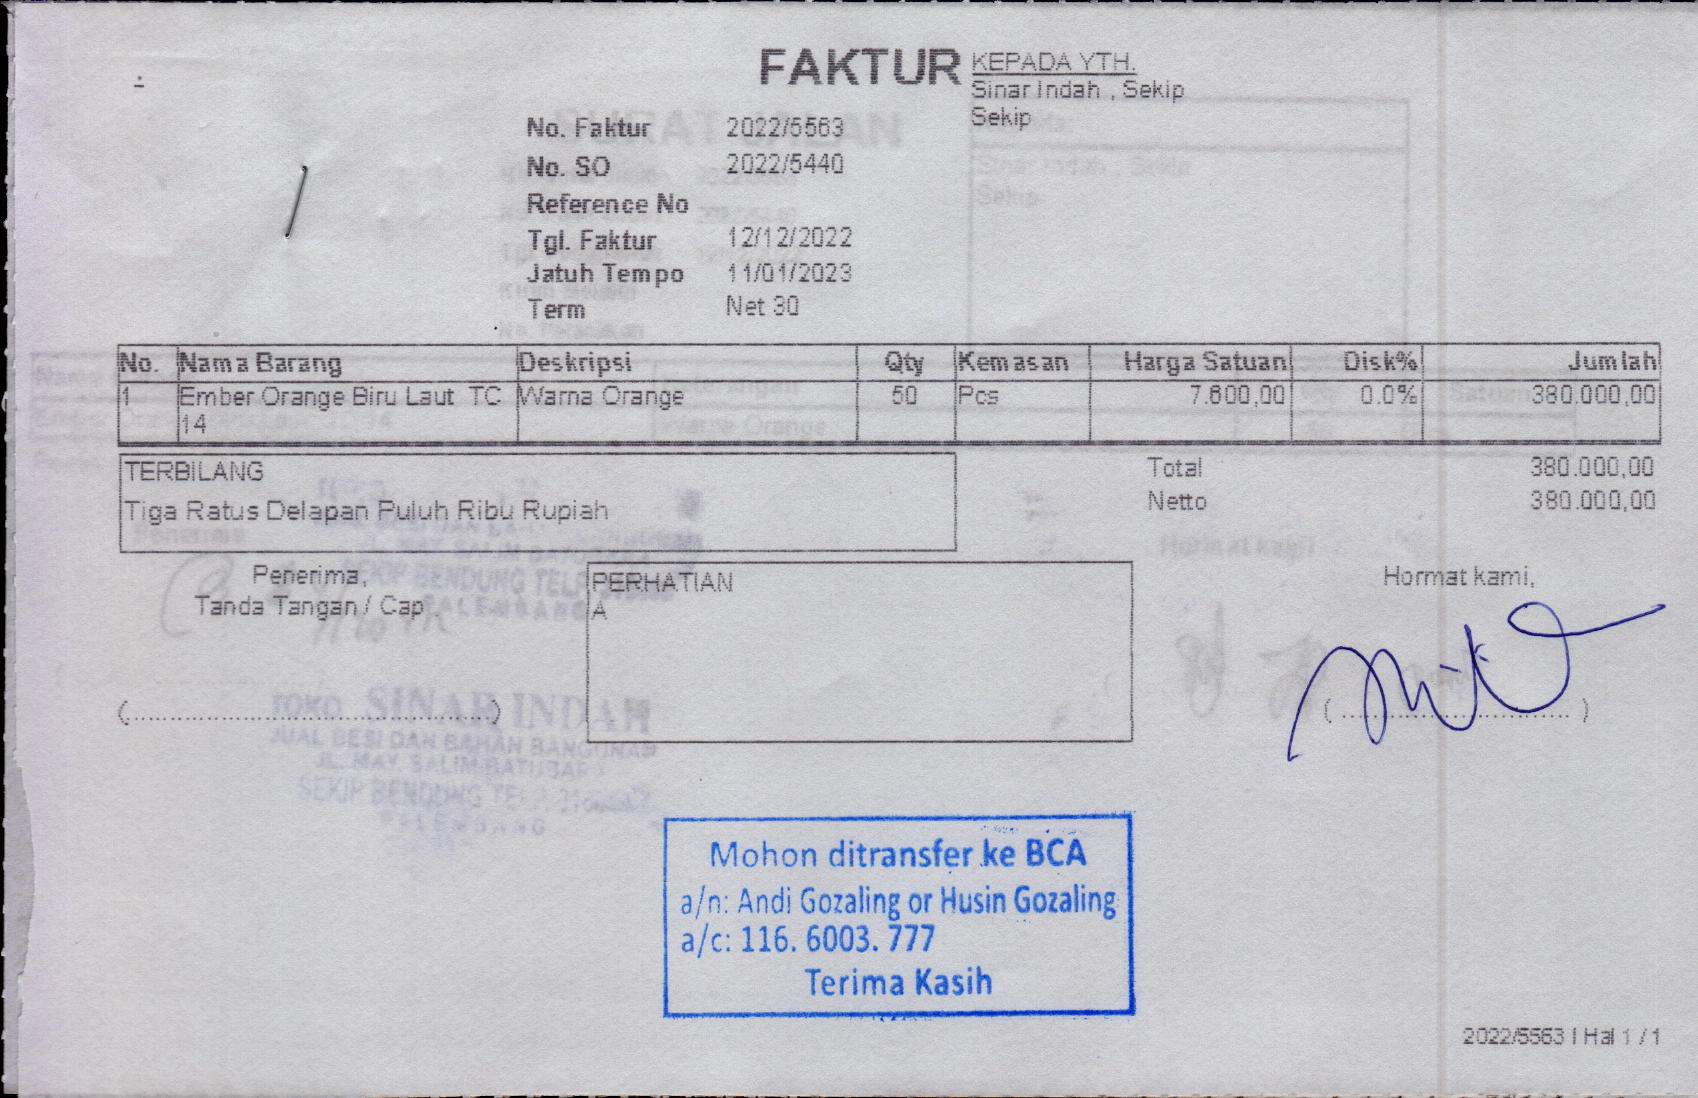 FAKTUR
KEPADA YTH.
Sinar Indah , Sekip
Sekip
No. Faktur 2022/5563
No. SO 2022/5440
Reference No
Tgl. Faktur 12/12/2022
Jatuh Tempo 11/01/2023
Term Net 30
No. Nama Barang Deskripsi Qty Kemasan Harga Satuan Disk% Jumlah
1 Ember Orange Biru Laut TC Warna Orange 50 Pcs 7.600,00 0.0% 380.000,00
14
TERBILANG
Tiga Ratus Delapan Puluh Ribu Rupiah
Total 380.000,00
Netto 380.000,00
Penerima,
Tanda Tangan / Cap
PERHATIAN
A
Hormat kami,
TOKO SINAR INDAH
JUAL BESI DAN BAHAN BANGUNAN
JL. MAY. SALIM BATUBARA
SEKIP BENDUNG
PALEMBANG
Mohon ditransfer ke BCA
a/n: Andi Gozaling or Husin Gozaling
a/c: 116. 6003. 777
Terima Kasih
2022/5563 | Hal 1 / 1